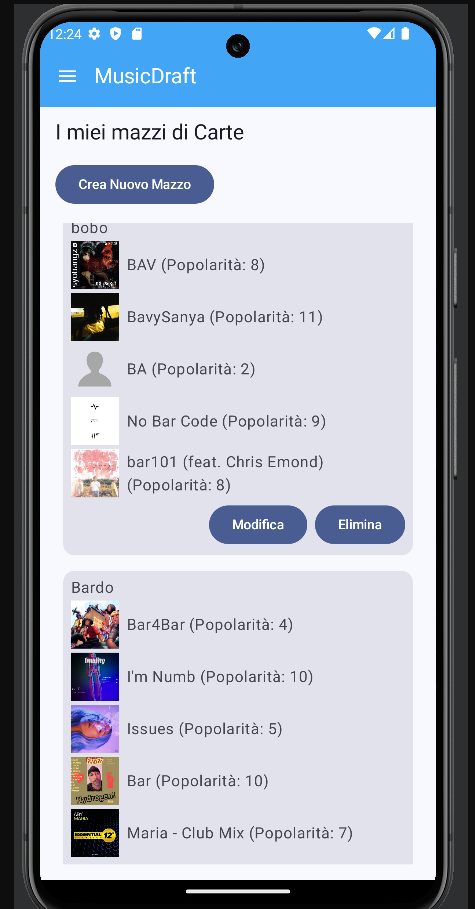 12:24
MusicDraft
I miei mazzi di Carte
Crea Nuovo Mazzo
bobo
BAV (Popolarità: 8)
BavySanya (Popolarità: 11)
BA (Popolarità: 2)
No Bar Code (Popolarità: 9)
bar101 (feat. Chris Emond)
(Popolarità: 8)
Modifica Elimina
Bardo
Bar4Bar (Popolarità: 4)
I'm Numb (Popolarità: 10)
Issues (Popolarità: 5)
Bar (Popolarità: 10)
Maria - Club Mix (Popolarità: 7)